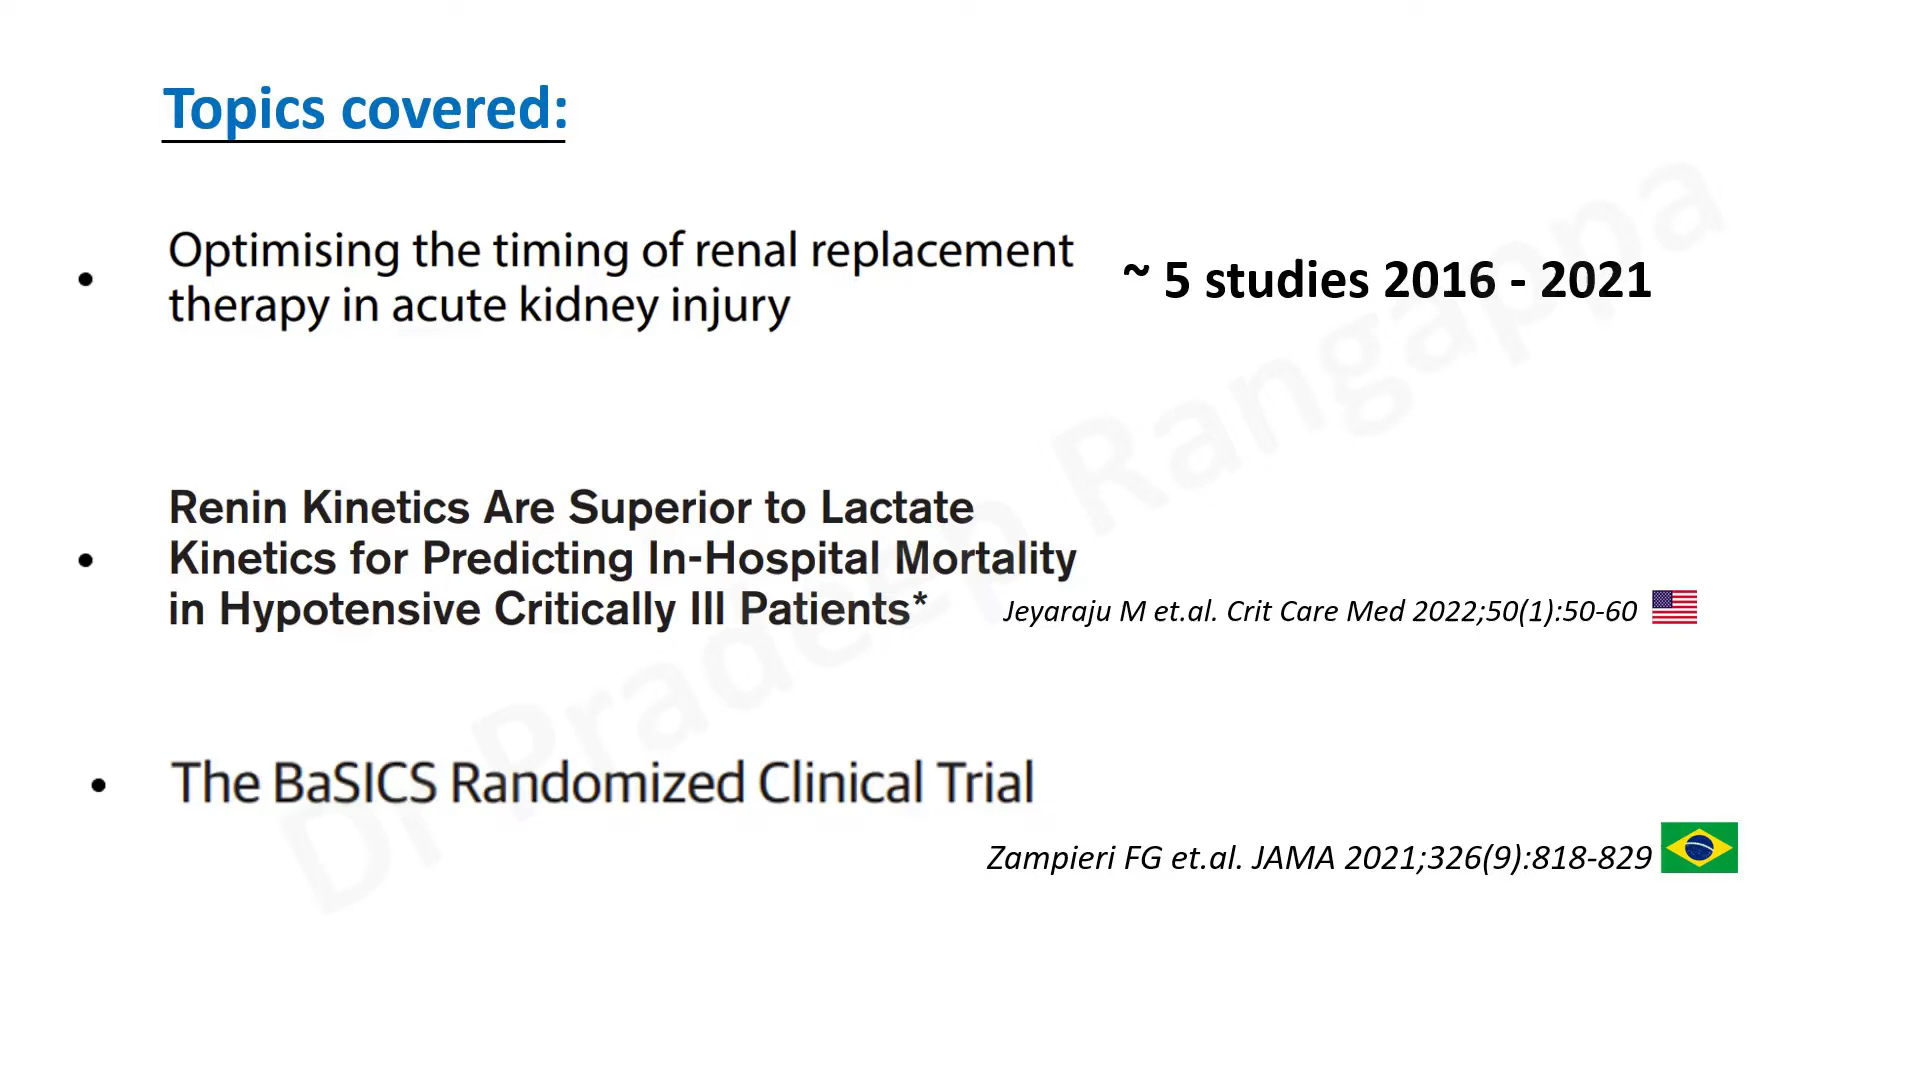 Topics covered:
• Optimising the timing of renal replacement
therapy in acute kidney injury
~ 5 studies 2016 - 2021
• Renin Kinetics Are Superior to Lactate
Kinetics for Predicting In-Hospital Mortality
in Hypotensive Critically Ill Patients*
Jeyaraju M et.al. Crit Care Med 2022;50(1):50-60
• The BaSICS Randomized Clinical Trial
Zampieri FG et.al. JAMA 2021;326(9):818-829
Dr Pradeep Rangappa